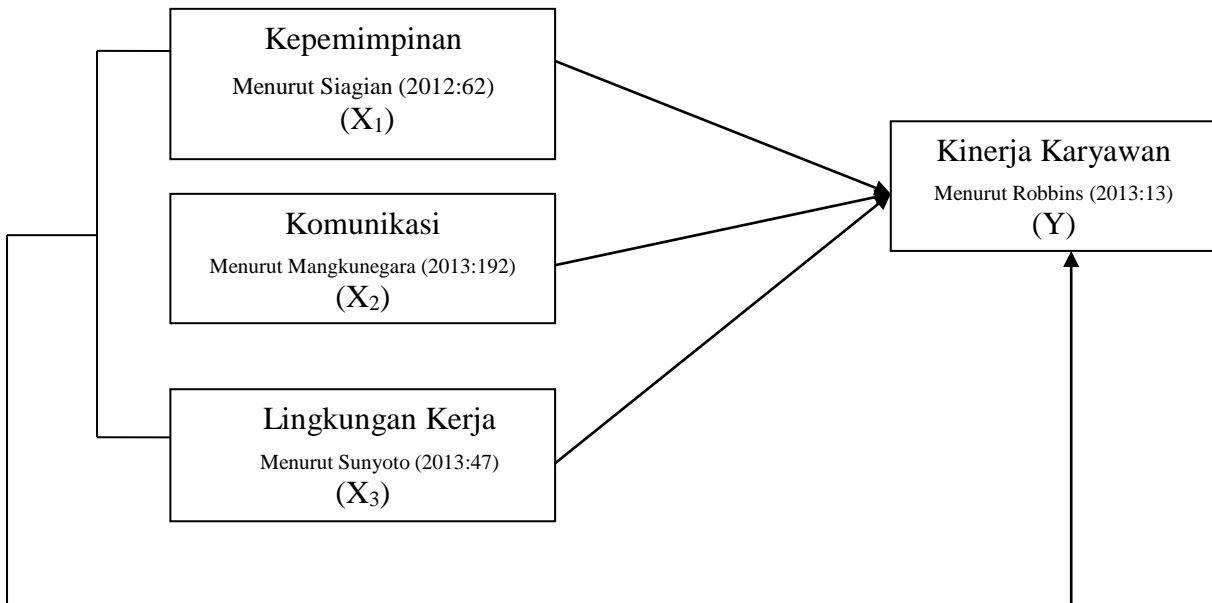 Kepemimpinan
Menurut Siagian (2012:62)
(X₁)
Komunikasi
Menurut Mangkunegara (2013:192)
(X₂)
Lingkungan Kerja
Menurut Sunyoto (2013:47)
(X₃)
Kinerja Karyawan
Menurut Robbins (2013:13)
(Y)